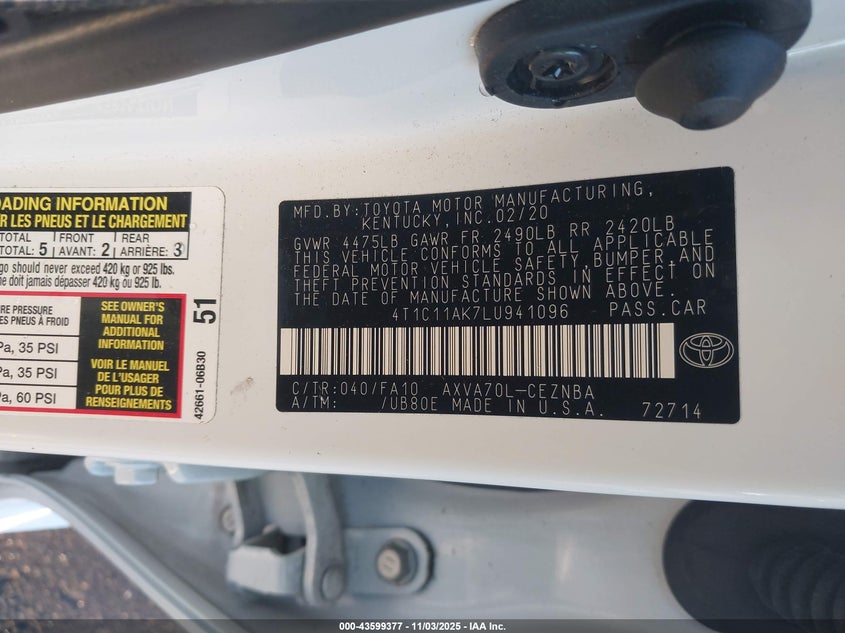 OADING INFORMATION
R LES PNEUS ET LE CHARGEMENT
TOTAL FRONT REAR
TOTAL: 5 AVANT: 2 ARRIÈRE: 3
go should never exceed 420 kg or 925 lbs.
ne doit jamais dépasser 420 kg ou 925 lb.
RE PRESSURE
ES PNEUS À FROID
Pa, 35 PSI
Pa, 35 PSI
Pa, 60 PSI
SEE OWNER'S
MANUAL FOR
ADDITIONAL
INFORMATION
VOIR LE MANUEL
DE L'USAGER
POUR PLUS DE
RENSEIGNEMENTS
51
42661-06B30
MFD.BY:TOYOTA MOTOR MANUFACTURING,
KENTUCKY,INC.02/20
GVWR 4475LB GAWR FR 2490LB RR 2420LB
THIS VEHICLE CONFORMS TO ALL APPLICABLE
FEDERAL MOTOR VEHICLE SAFETY,BUMPER,AND
THEFT PREVENTION STANDARDS IN EFFECT ON
THE DATE OF MANUFACTURE SHOWN ABOVE.
4T1C11AK7LU941096 PASS.CAR
C/TR:040/FA10 AXVA70L-CEZNBA
A/TM: /UB80E MADE IN U.S.A. 72714
000-43599377 - 11/03/2025 - IAA Inc.